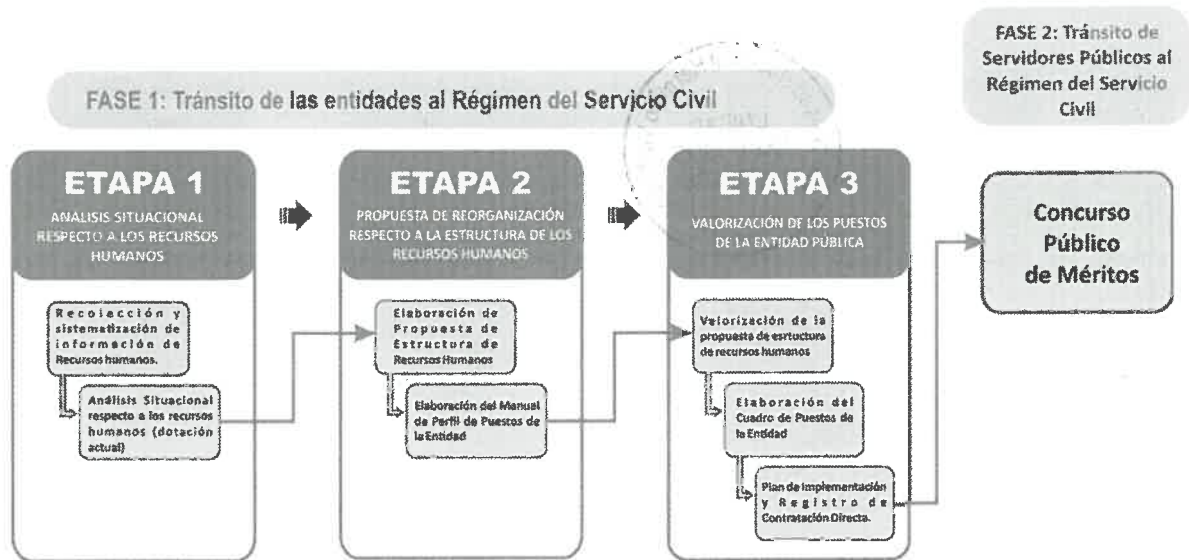 FASE 2: Tránsito de
Servidores Públicos al
Régimen del Servicio
Civil
FASE 1: Tránsito de las entidades al Régimen del Servicio Civil
ETAPA 1
ANÁLISIS SITUACIONAL
RESPECTO A LOS RECURSOS
HUMANOS
Recolección y
sistematización de
información de
Recursos humanos.
Análisis Situacional
respecto a los recursos
humanos (dotación
actual)
ETAPA 2
PROPUESTA DE REORGANIZACIÓN
RESPECTO A LA ESTRUCTURA DE LOS
RECURSOS HUMANOS
Elaboración de
Propuesta de
Estructura de
Recursos Humanos
Elaboración del Manual
de Perfil de Puestos de
la Entidad
ETAPA 3
VALORIZACIÓN DE LOS PUESTOS
DE LA ENTIDAD PÚBLICA
Valorización de la
propuesta de esrtuctura
de recursos humanos
Elaboración del
Cuadro de Puestos de
la Entidad
Plan de Implementación
y Registro de
Contratación Directa.
Concurso
Público
de Méritos